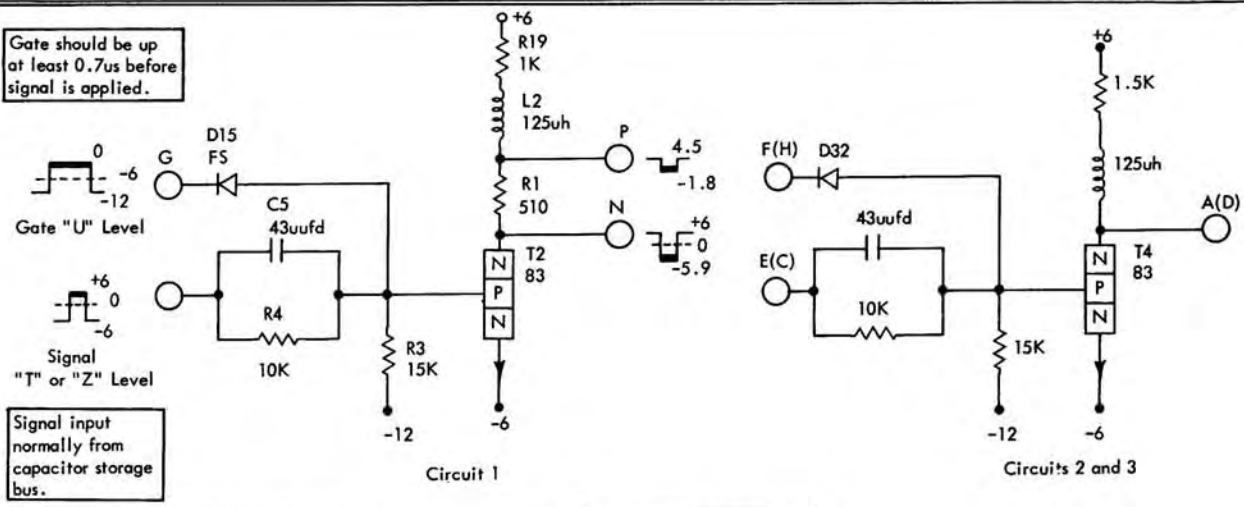 Gate should be up
at least 0.7us before
signal is applied.
0
-6
-12
Gate "U" Level
+6
0
-6
Signal
"T" or "Z" Level
Signal input
normally from
capacitor storage
bus.
G
D15
FS
C5
43uufd
R4
10K
R3
15K
-12
+6
R19
1K
L2
125uh
P
4.5
-1.8
R1
510
N
+6
0
-5.9
T2
83
N
P
N
-6
Circuit 1
F(H)
D32
E(C)
43uufd
10K
15K
-12
+6
1.5K
125uh
A(D)
T4
83
N
P
N
-6
Circuits 2 and 3